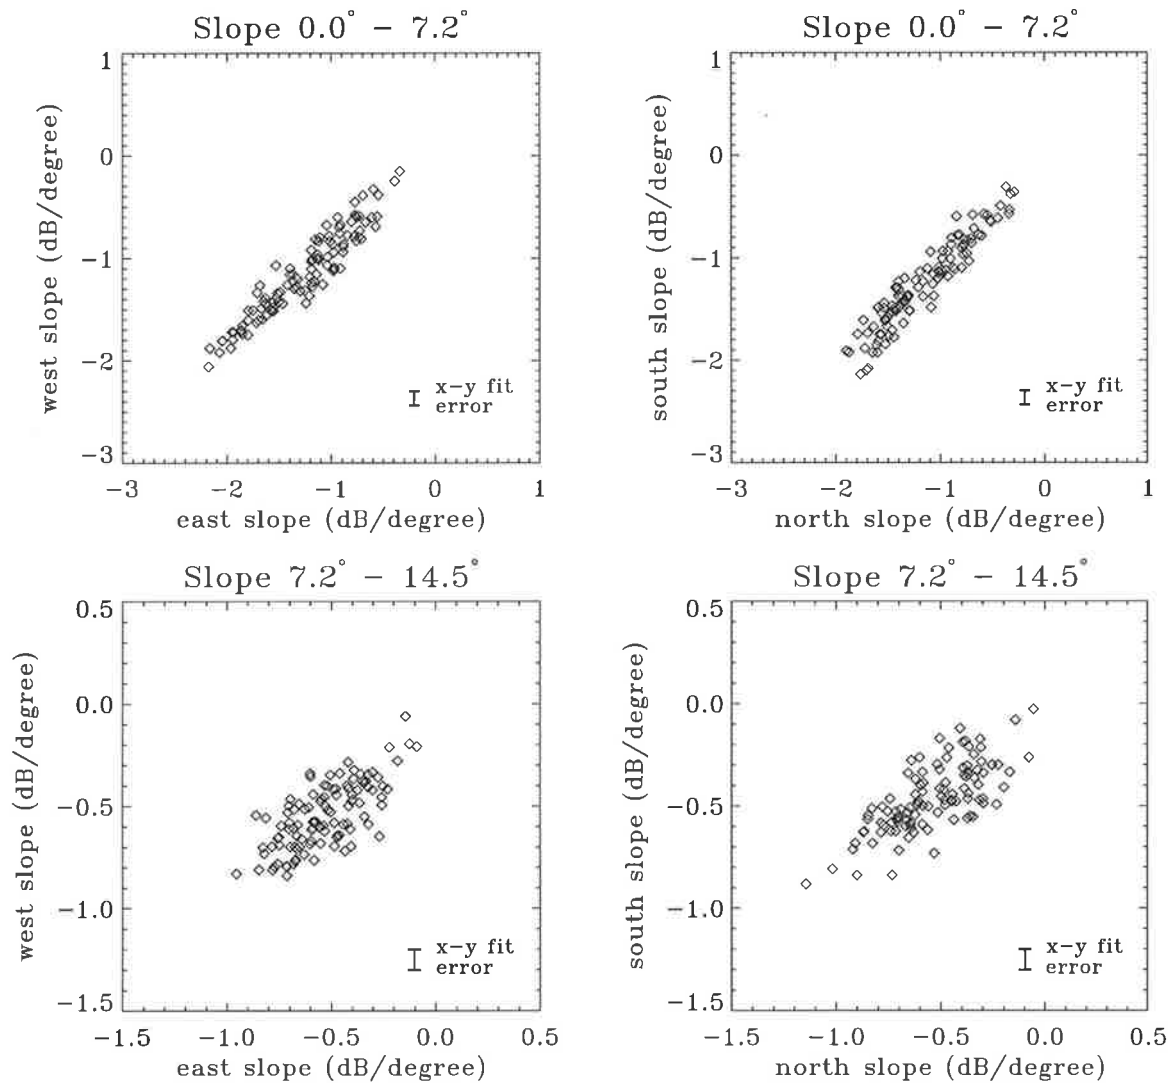 Slope 0.0° − 7.2°
1
0
−1
−2
−3
west slope (dB/degree)
x−y fit
error
−3 −2 −1 0 1
east slope (dB/degree)
Slope 0.0° − 7.2°
1
0
−1
−2
−3
south slope (dB/degree)
x−y fit
error
−3 −2 −1 0 1
north slope (dB/degree)
Slope 7.2° − 14.5°
0.5
0.0
−0.5
−1.0
−1.5
west slope (dB/degree)
x−y fit
error
−1.5 −1.0 −0.5 0.0 0.5
east slope (dB/degree)
Slope 7.2° − 14.5°
0.5
0.0
−0.5
−1.0
−1.5
south slope (dB/degree)
x−y fit
error
−1.5 −1.0 −0.5 0.0 0.5
north slope (dB/degree)